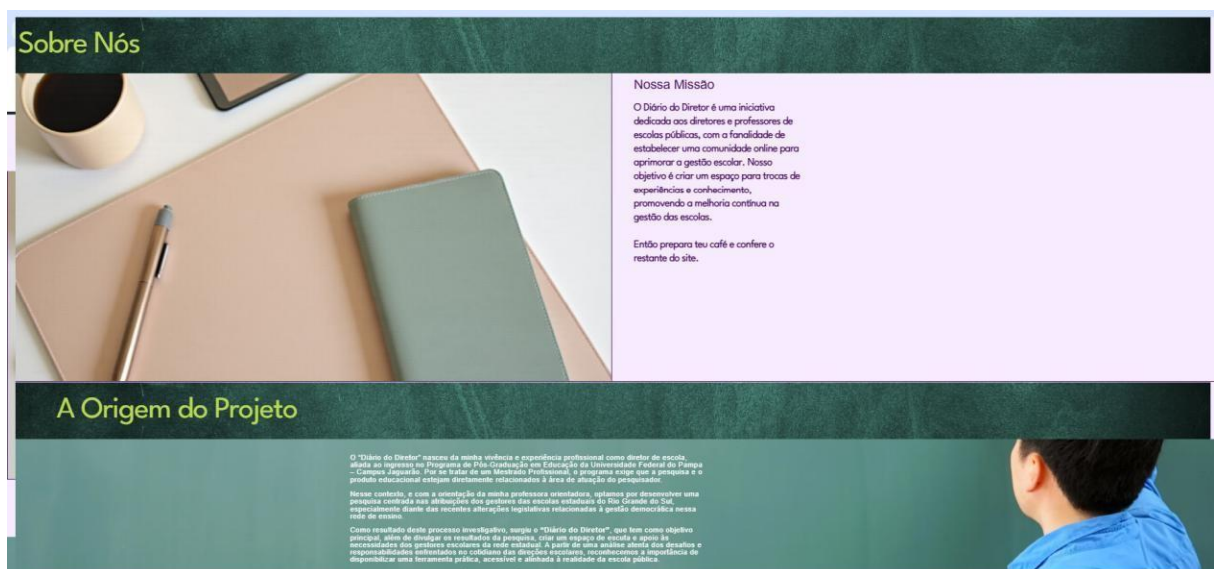 Sobre Nós
Nossa Missão
O Diário do Diretor é uma iniciativa
dedicada aos diretores e professores de
escolas públicas, com a fanalidade de
estabelecer uma comunidade online para
aprimorar a gestão escolar. Nosso
objetivo é criar um espaço para trocas de
experiências e conhecimento,
promovendo a melhoria contínua na
gestão das escolas.
Então prepara teu café e confere o
restante do site.
A Origem do Projeto
O "Diário do Diretor" nasceu da minha vivência e experiência profissional como diretor de escola,
aliada ao ingresso no Programa de Pós-Graduação em Educação da Universidade Federal do Pampa
– Campus Jaguarão. Por se tratar de um Mestrado Profissional, o programa exige que a pesquisa e o
produto educacional estejam diretamente relacionados à área de atuação do pesquisador.
Nesse contexto, e com a orientação da minha professora orientadora, optamos por desenvolver uma
pesquisa centrada nas atribuições dos gestores das escolas estaduais do Rio Grande do Sul,
especialmente diante das recentes alterações legislativas relacionadas à gestão democrática nessa
rede de ensino.
Como resultado deste processo investigativo, surgiu o "Diário do Diretor", que tem como objetivo
principal, além de divulgar os resultados da pesquisa, criar um espaço de escuta e apoio às
necessidades dos gestores escolares da rede estadual. A partir de uma análise atenta dos desafios e
responsabilidades enfrentados no cotidiano das direções escolares, reconhecemos a importância de
disponibilizar uma ferramenta prática, acessível e alinhada à realidade da escola pública.